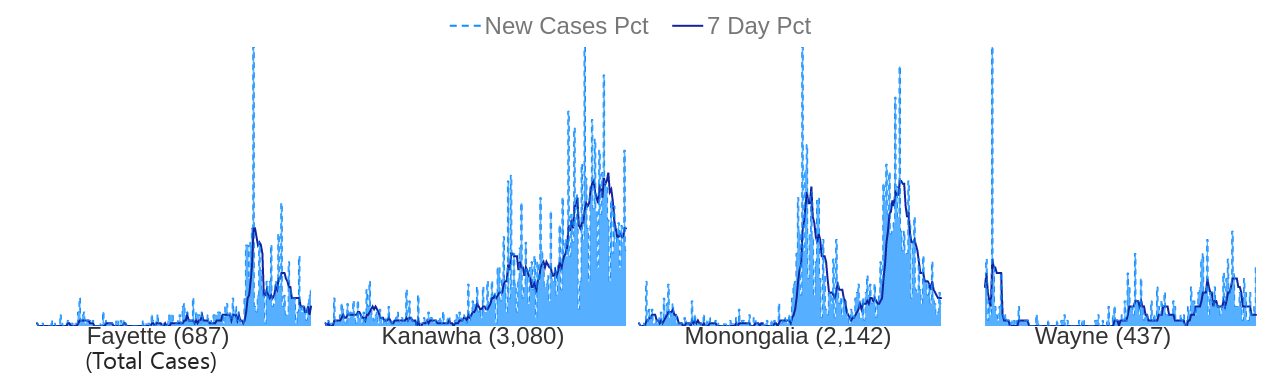 New Cases Pct 7 Day Pct
Fayette (687) Kanawha (3,080) Monongalia (2,142) Wayne (437)
(Total Cases)